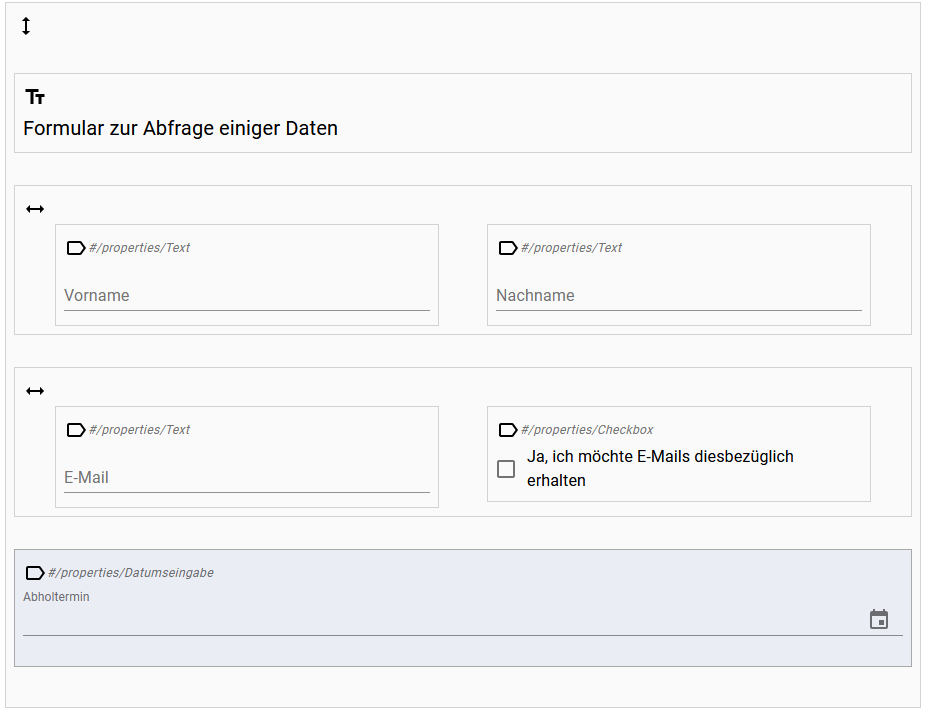 Formular zur Abfrage einiger Daten
#/properties/Text
#/properties/Text
Vorname
Nachname
#/properties/Text
#/properties/Checkbox
E-Mail
Ja, ich möchte E-Mails diesbezüglich
erhalten
#/properties/Datumseingabe
Abholtermin